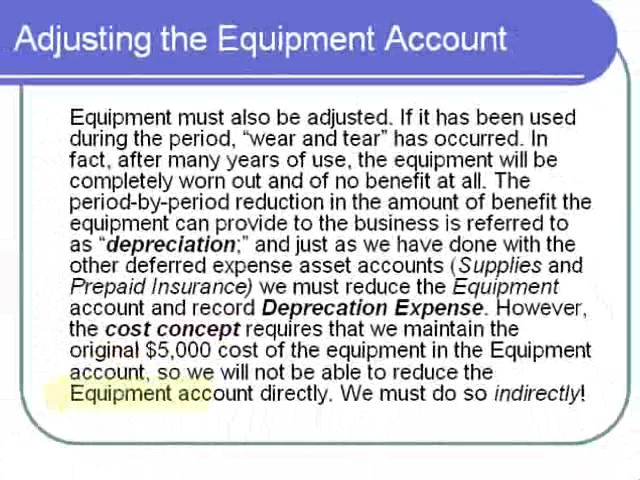 Adjusting the Equipment Account
Equipment must also be adjusted. If it has been used
during the period, “wear and tear” has occurred. In
fact, after many years of use, the equipment will be
completely worn out and of no benefit at all. The
period-by-period reduction in the amount of benefit the
equipment can provide to the business is referred to
as “depreciation;” and just as we have done with the
other deferred expense asset accounts (Supplies and
Prepaid Insurance) we must reduce the Equipment
account and record Deprecation Expense. However,
the cost concept requires that we maintain the
original $5,000 cost of the equipment in the Equipment
account, so we will not be able to reduce the
Equipment account directly. We must do so indirectly!